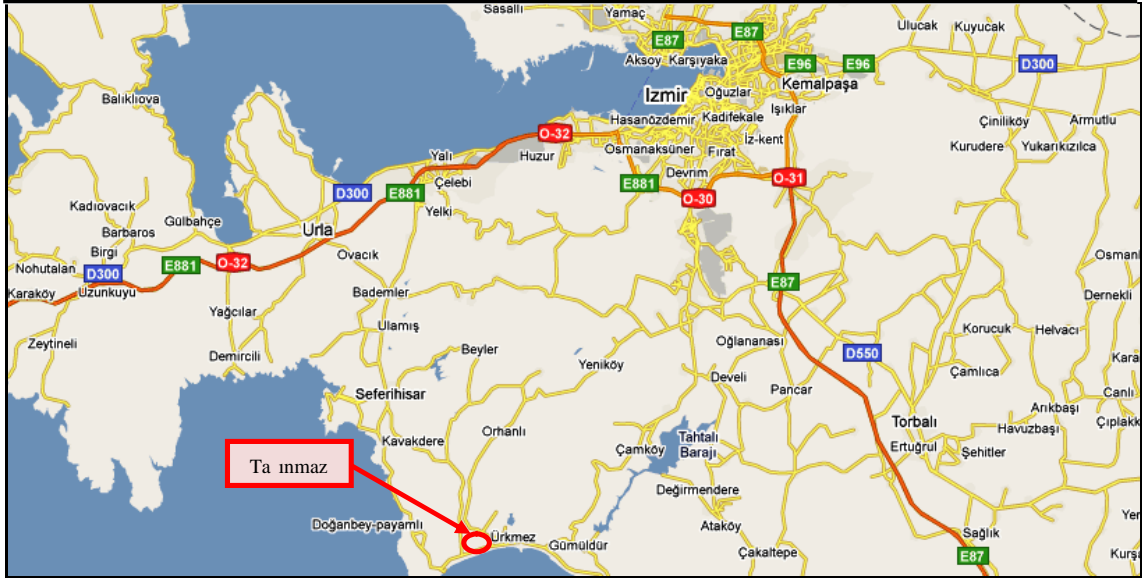 Sasallı
Yamaç
E87
E87
Ulucak
Kuyucak
Aksoy
Karşıyaka
E96
E96
D300
Balıklıova
Izmir
Oğuzlar
Kemalpaşa
Işıklar
Hasanözdemir
Kadifekale
Çiniliköy
Armutlu
O-32
Yalı
Huzur
Osmanaksüner
Fırat
İz-kent
Kurudere
Yukarıkızılca
Çelebi
Devrim
O-31
D300
E881
E881
O-30
Kadıovacık
Gülbahçe
Yelki
Barbaros
Urla
Birgi
Ovacık
Osmanl
Nohutalan
D300
E881
O-32
E87
Karaköy
Uzunkuyu
Bademler
Dernekli
Yağcılar
Ulamış
Korucuk
Helvacı
Zeytineli
Demircili
Beyler
Oğlananası
D550
Kara
Yeniköy
Develi
Çamlıca
Seferihisar
Pancar
Canlı
Arıkbaşı
Kavakdere
Orhanlı
Torbalı
Havuzbaşı
Çıplakk
Tahtalı
Barajı
Ertuğrul
Şehitler
Çamköy
Ta ınmaz
Değirmendere
Doğanbey-payamlı
Ürkmez
Gümüldür
Ataköy
Yer
Sağlık
Çakaltepe
E87
Kurşu